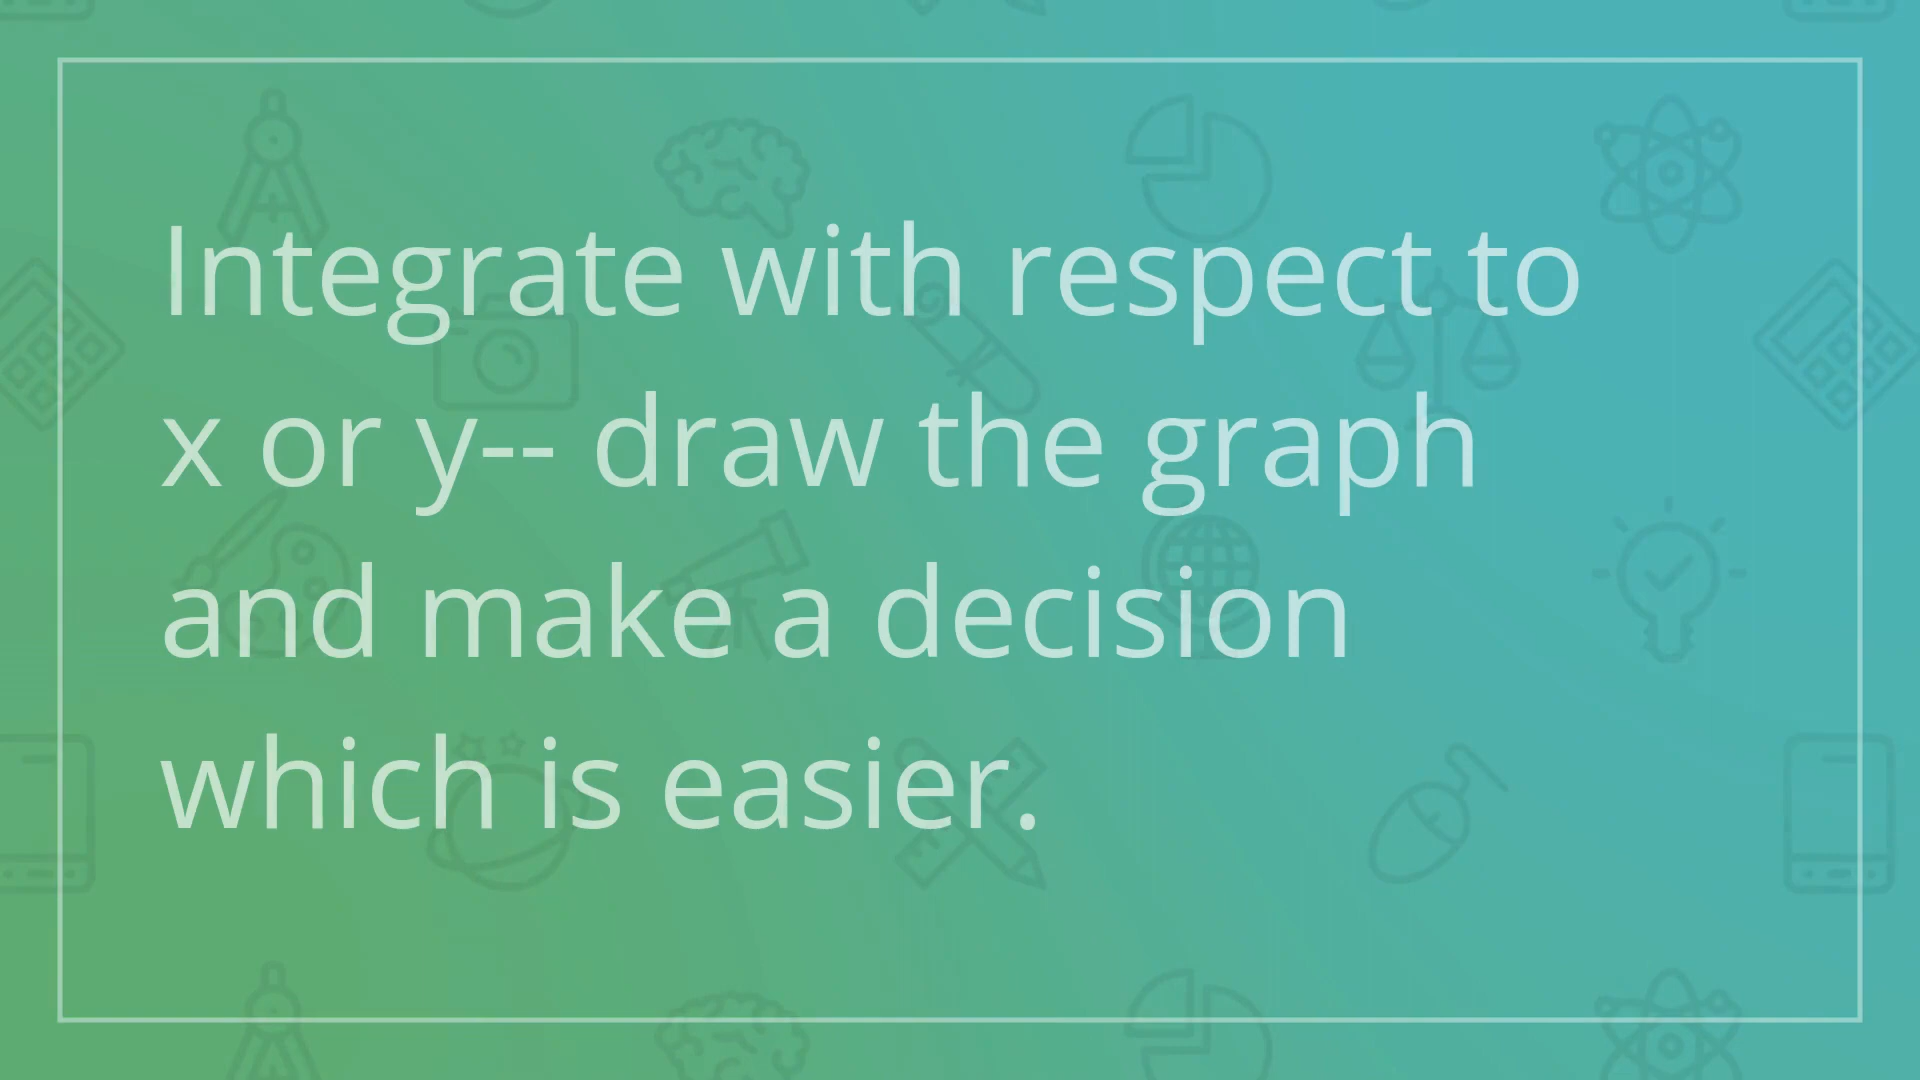 Integrate with respect to
x or y-- draw the graph
and make a decision
which is easier.